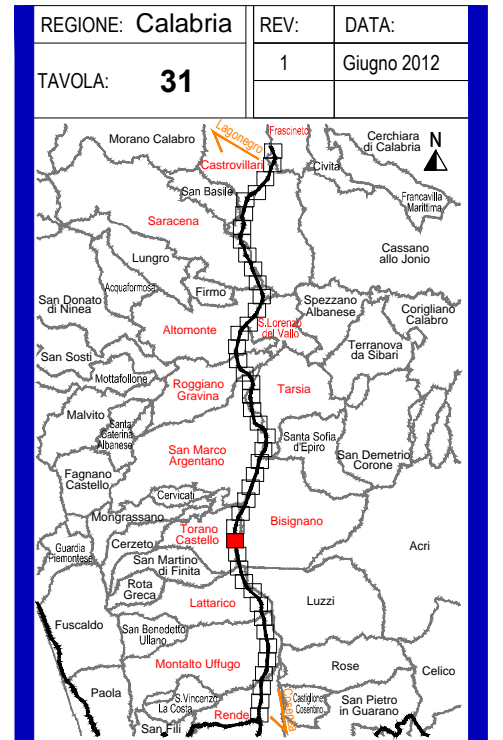 REGIONE: Calabria
REV:
DATA:
TAVOLA: 31
1
Giugno 2012
Lagonegro
Frascineto
Morano Calabro
Cerchiara
di Calabria
N
Castrovillari
Civita
San Basile
Francavilla
Marittima
Saracena
Lungro
Cassano
allo Jonio
Acquaformosa
Firmo
San Donato
di Ninea
Spezzano
Albanese
Corigliano
Calabro
Altomonte
S.Lorenzo
del Vallo
Terranova
da Sibari
San Sosti
Mottafollone
Roggiano
Gravina
Tarsia
Malvito
Santa
Caterina
Albanese
Santa Sofia
d'Epiro
San Marco
Argentano
San Demetrio
Corone
Fagnano
Castello
Cervicati
Mongrassano
Torano
Castello
Bisignano
Guardia
Piemontese
Cerzeto
Acri
San Martino
di Finita
Rota
Greca
Lattarico
Luzzi
Fuscaldo
San Benedetto
Ullano
Montalto Uffugo
Rose
Celico
Paola
S.Vincenzo
La Costa
Cosenza
Castiglione
Cosentino
San Pietro
in Guarano
Rende
San Fili